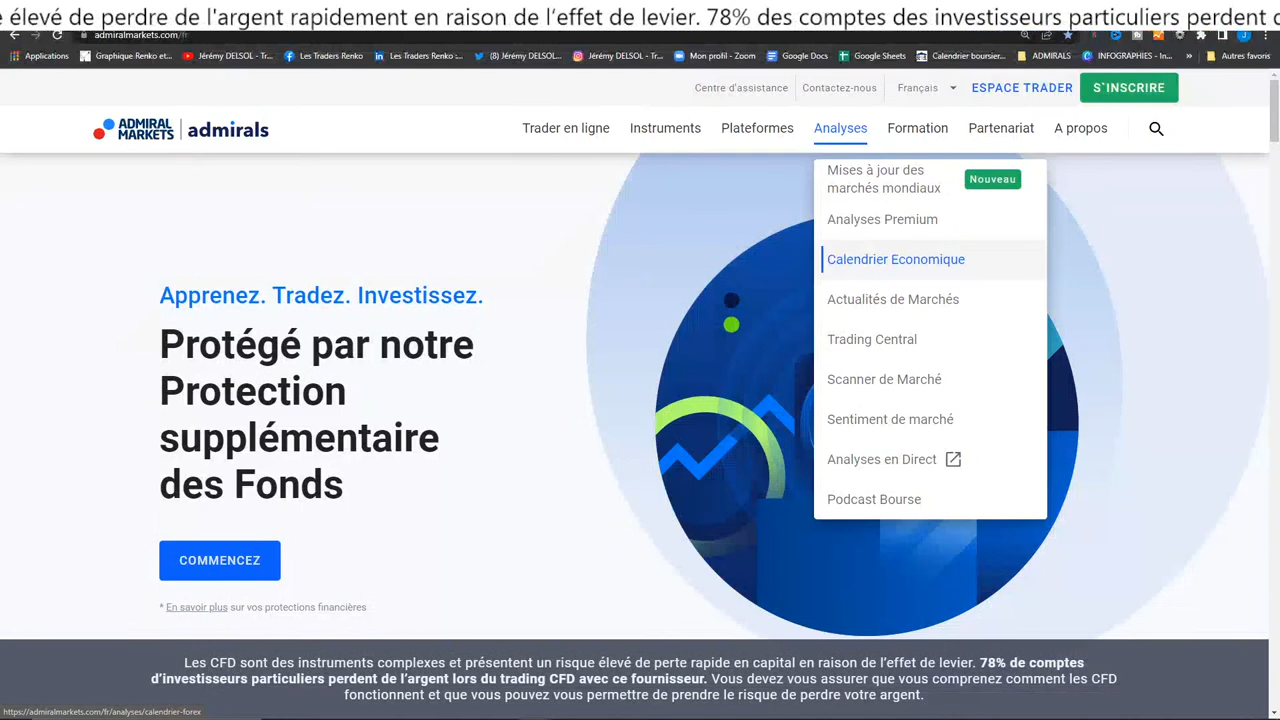 élevé de perdre de l'argent rapidement en raison de l'effet de levier. 78% des comptes des investisseurs particuliers perdent
admiralmarkets.com/fr
Applications
Graphique Renko et...
Jérémy DELSOL - Tr...
Les Traders Renko
Les Traders Renko :...
(8) Jérémy DELSOL...
Jérémy DELSOL - Tr...
Mon profil - Zoom
Google Docs
Google Sheets
Calendrier boursier...
ADMIRALS
INFOGRAPHIES - In...
»
Autres favoris
Centre d'assistance
Contactez-nous
Français
ESPACE TRADER
S'INSCRIRE
ADMIRAL MARKETS
admirals
Trader en ligne
Instruments
Plateformes
Analyses
Formation
Partenariat
A propos
Mises à jour des
marchés mondiaux
Nouveau
Analyses Premium
Calendrier Economique
Actualités de Marchés
Trading Central
Scanner de Marché
Sentiment de marché
Analyses en Direct
Podcast Bourse
Apprenez. Tradez. Investissez.
Protégé par notre
Protection
supplémentaire
des Fonds
COMMENCEZ
* En savoir plus sur vos protections financières
Les CFD sont des instruments complexes et présentent un risque élevé de perte rapide en capital en raison de l'effet de levier. 78% de comptes
d'investisseurs particuliers perdent de l'argent lors du trading CFD avec ce fournisseur. Vous devez vous assurer que vous comprenez comment les CFD
fonctionnent et que vous pouvez vous permettre de prendre le risque de perdre votre argent.
https://admiralmarkets.com/fr/analyses/calendrier-forex